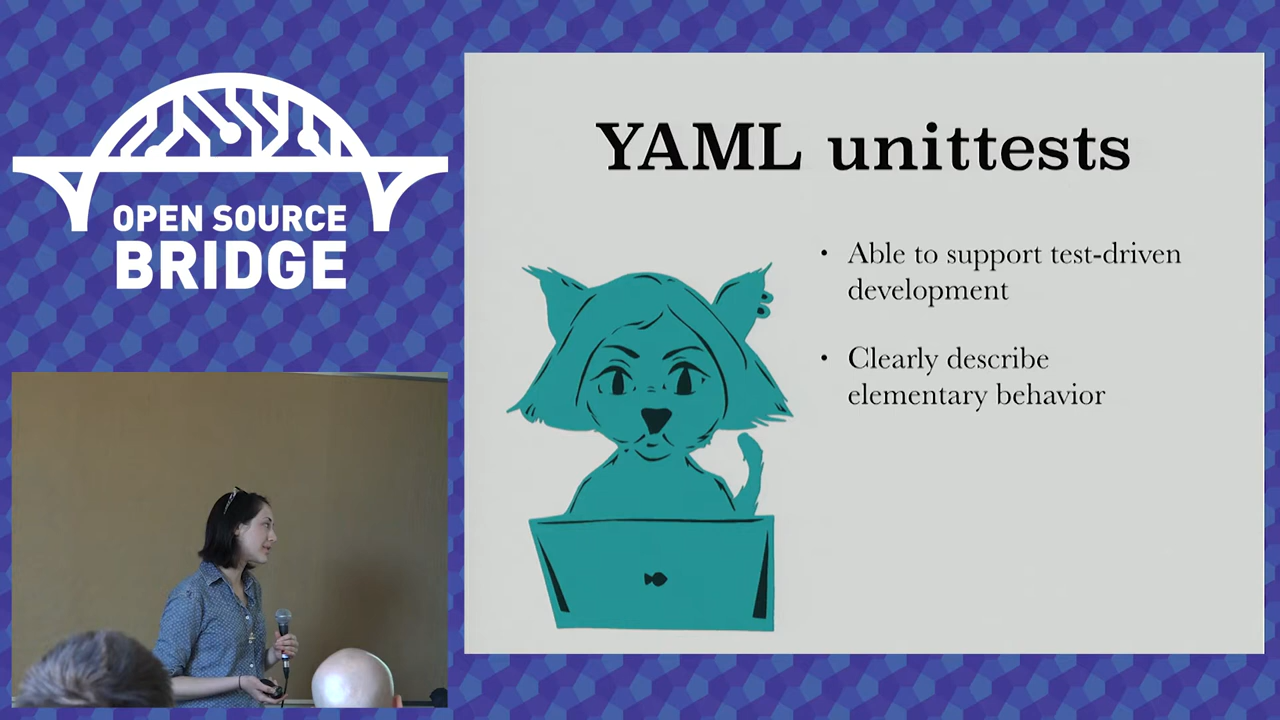 OPEN SOURCE
BRIDGE
YAML unittests
• Able to support test-driven
development
• Clearly describe
elementary behavior